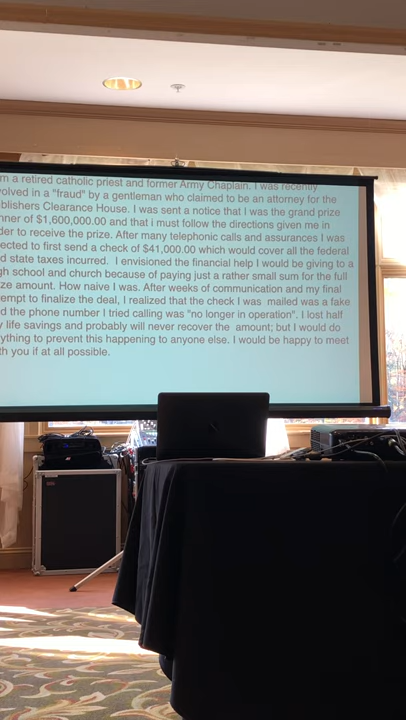 m a retired catholic priest and former Army Chaplain. I was recently
volved in a "fraud" by a gentleman who claimed to be an attorney for the
blishers Clearance House. I was sent a notice that I was the grand prize
nner of $1,600,000.00 and that i must follow the directions given me in
der to receive the prize. After many telephonic calls and assurances I was
ected to first send a check of $41,000.00 which would cover all the federal
d state taxes incurred.  I envisioned the financial help I would be giving to a
gh school and church because of paying just a rather small sum for the full
ze amount. How naive I was. After weeks of communication and my final
empt to finalize the deal, I realized that the check I was  mailed was a fake
d the phone number I tried calling was "no longer in operation". I lost half
y life savings and probably will never recover the  amount; but I would do
ything to prevent this happening to anyone else. I would be happy to meet
th you if at all possible.